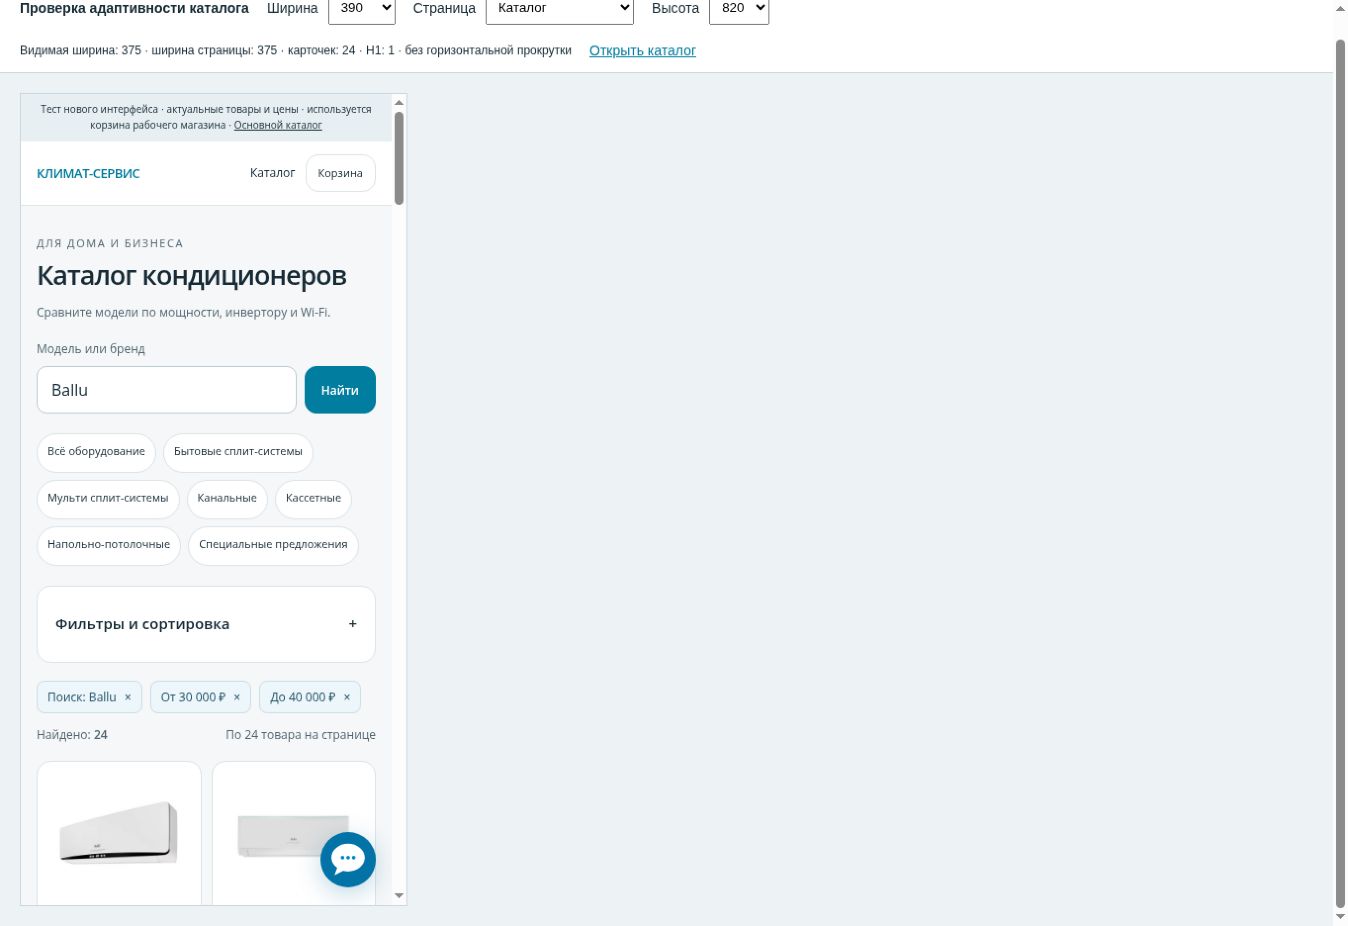 Проверка адаптивности каталога Ширина 390 Страница Каталог Высота 820
Видимая ширина: 375 · ширина страницы: 375 · карточек: 24 · H1: 1 · без горизонтальной прокрутки Открыть каталог
Тест нового интерфейса · актуальные товары и цены · используется
корзина рабочего магазина · Основной каталог
КЛИМАТ-СЕРВИС Каталог Корзина
ДЛЯ ДОМА И БИЗНЕСА
Каталог кондиционеров
Сравните модели по мощности, инвертору и Wi-Fi.
Модель или бренд
Ballu Найти
Всё оборудование Бытовые сплит-системы
Мульти сплит-системы Канальные Кассетные
Напольно-потолочные Специальные предложения
Фильтры и сортировка +
Поиск: Ballu × От 30 000 ₽ × До 40 000 ₽ ×
Найдено: 24 По 24 товара на странице